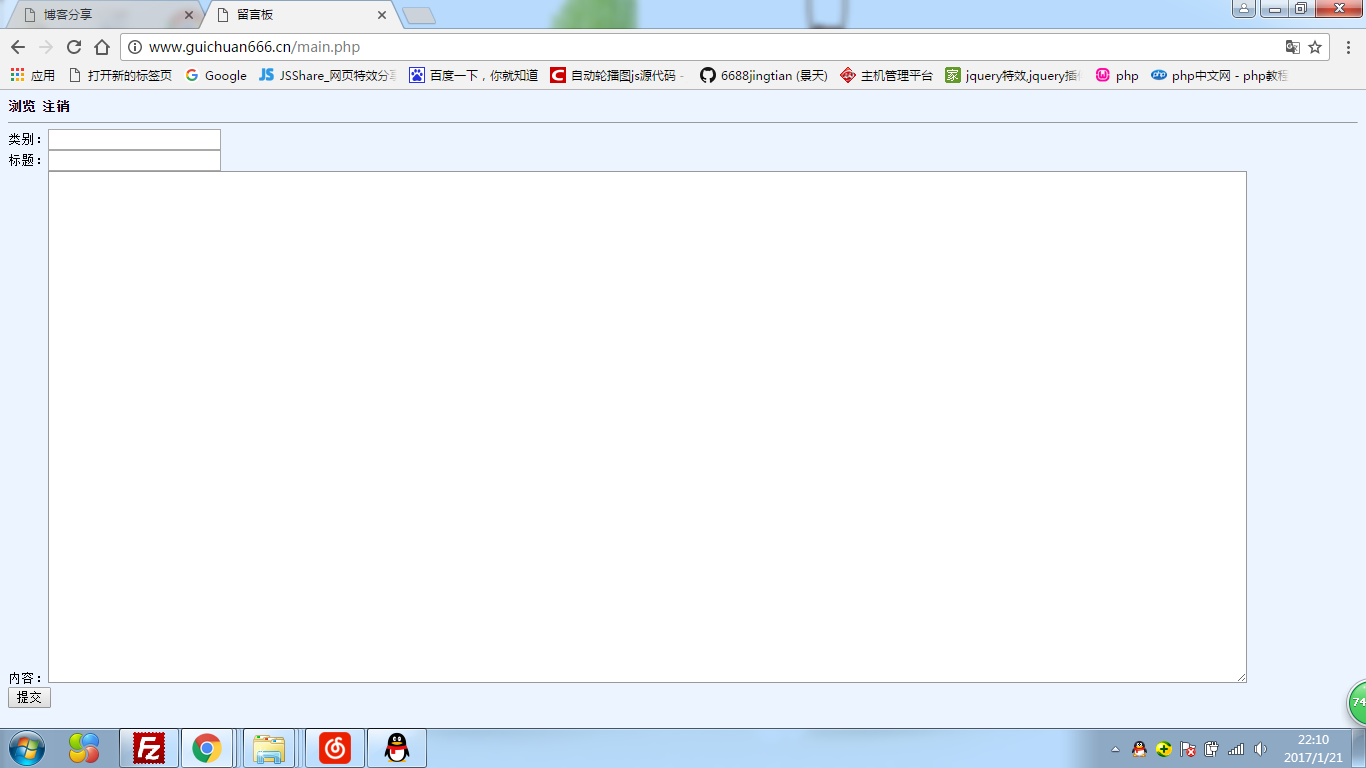 博客分享
留言板
www.guichuan666.cn/main.php
应用 打开新的标签页 Google JSShare_网页特效分享 百度一下，你就知道 自动轮播图js源代码 - 6688jingtian (景天) 主机管理平台 jquery特效,jquery插件 php php中文网 - php教程
浏览 注销
类别：
标题：
内容：
提交
74
22:10
2017/1/21